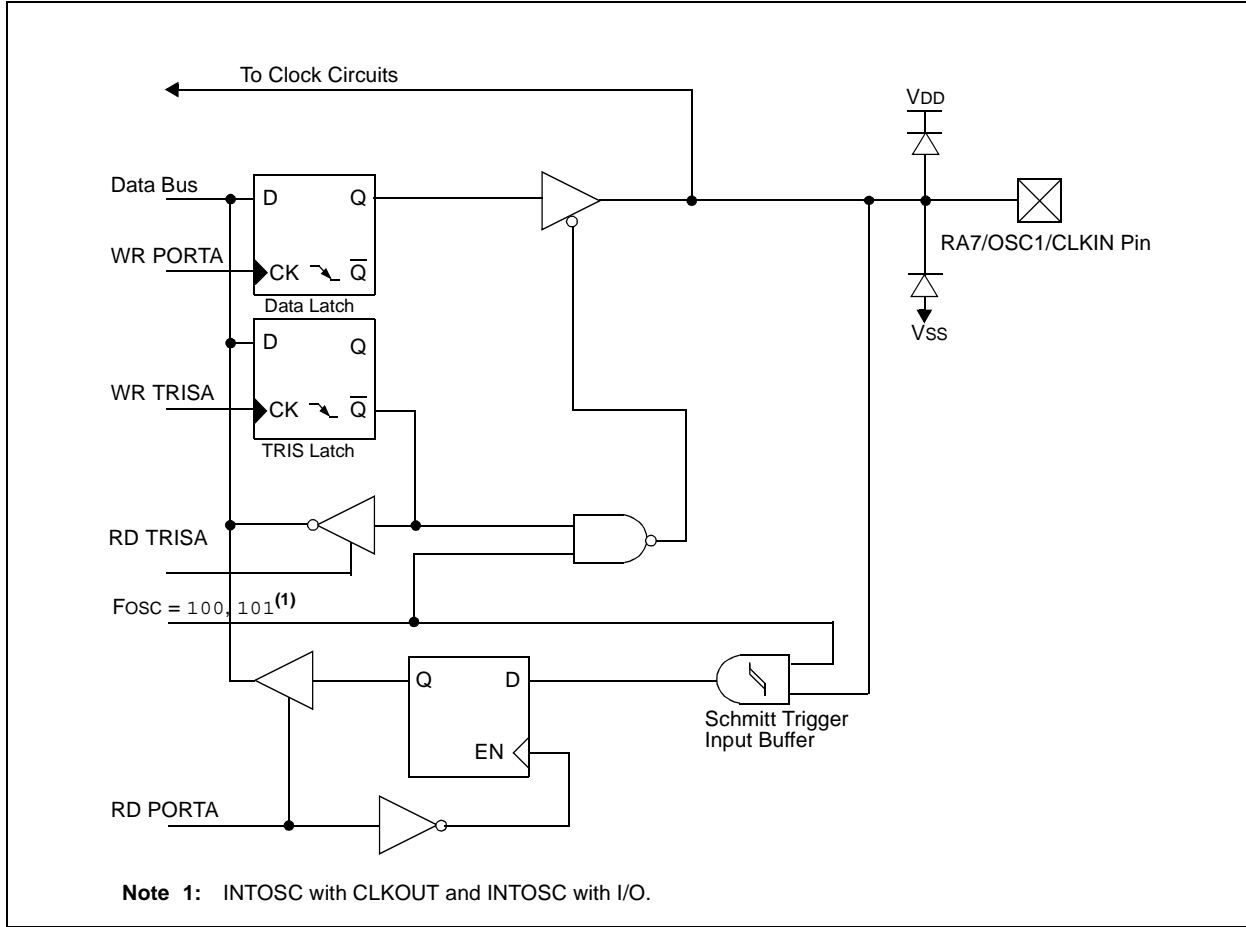 To Clock Circuits
VDD
Data Bus
D
Q
RA7/OSC1/CLKIN Pin
WR PORTA
CK
Q̅
Data Latch
VSS
D
Q
WR TRISA
CK
Q̅
TRIS Latch
RD TRISA
FOSC = 100, 101(1)
Q
D
Schmitt Trigger
Input Buffer
EN
RD PORTA
Note 1: INTOSC with CLKOUT and INTOSC with I/O.